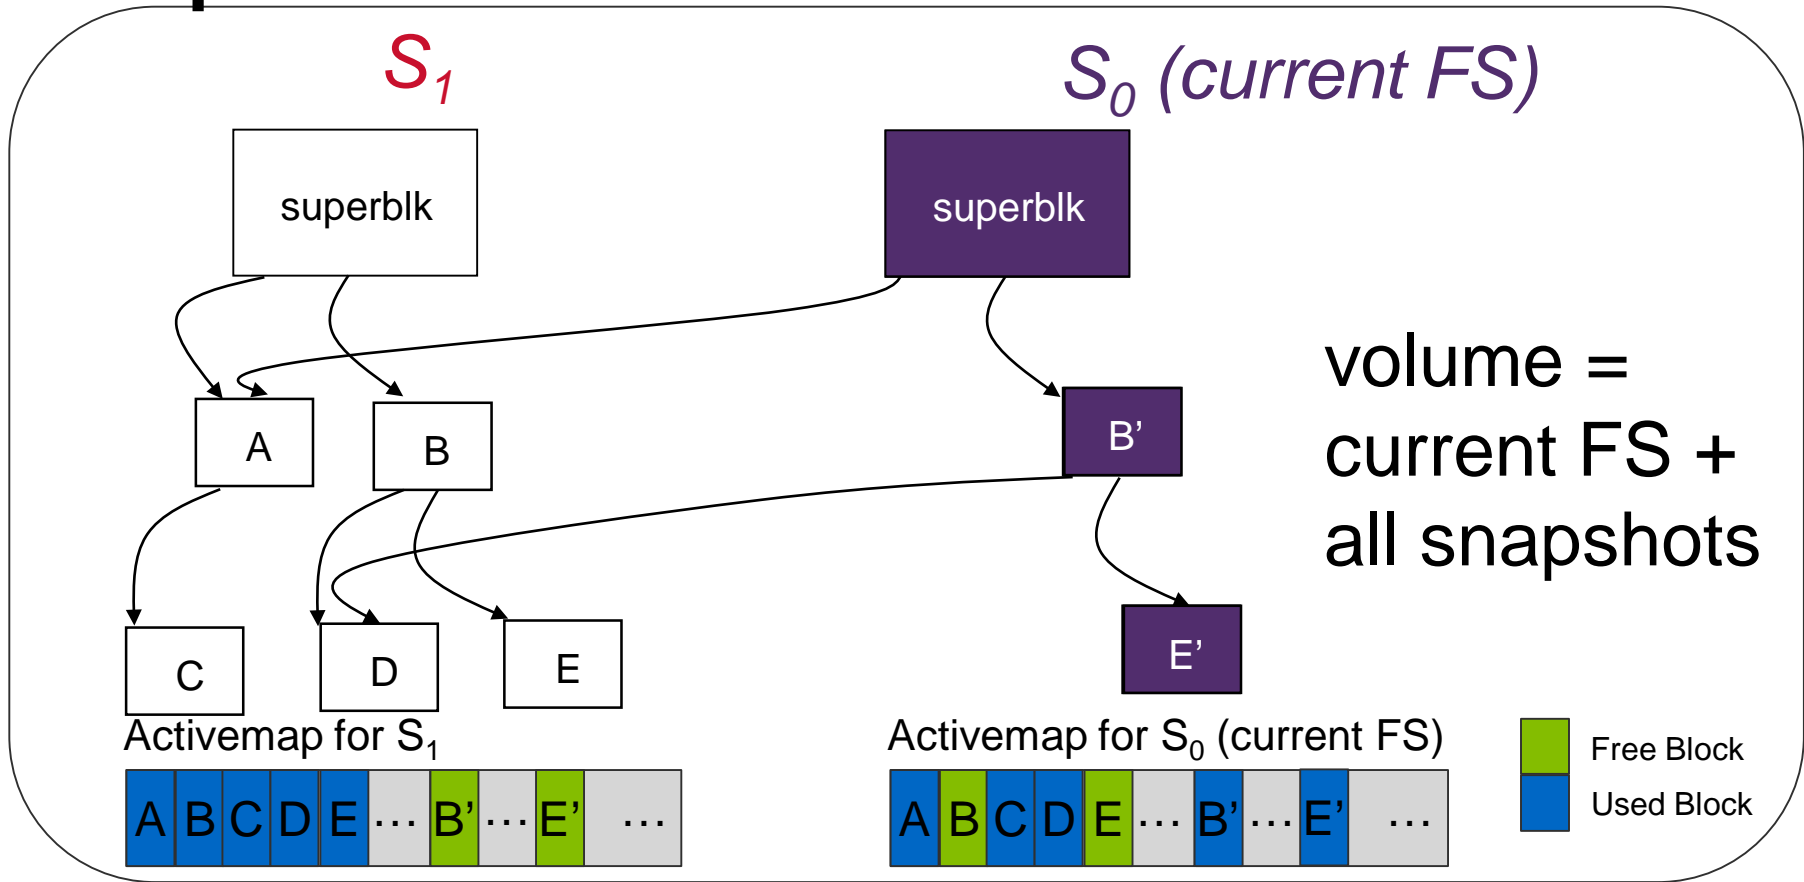 S1
S0 (current FS)
superblk
superblk
volume =
current FS +
all snapshots
A
B
B’
C
D
E
E’
Activemap for S1
Activemap for S0 (current FS)
A B C D E ... B’ ... E’ ...
A B C D E ... B’ ... E’ ...
Free Block
Used Block